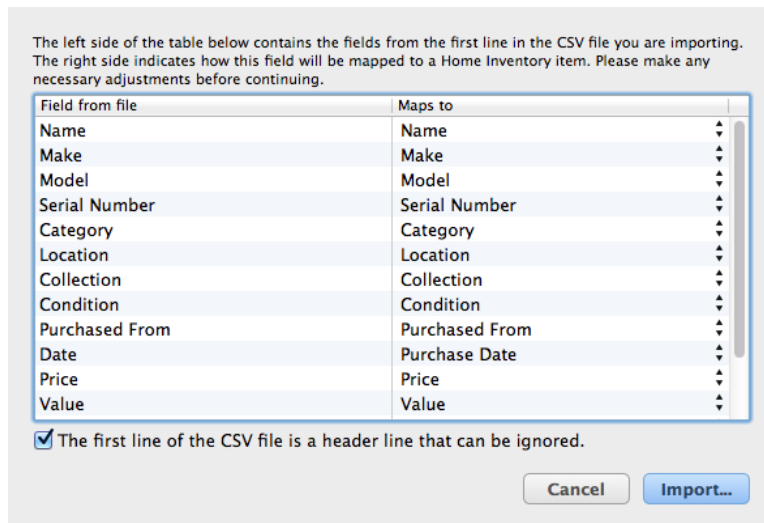 The left side of the table below contains the fields from the first line in the CSV file you are importing.
The right side indicates how this field will be mapped to a Home Inventory item. Please make any
necessary adjustments before continuing.
Field from file Maps to
Name Name
Make Make
Model Model
Serial Number Serial Number
Category Category
Location Location
Collection Collection
Condition Condition
Purchased From Purchased From
Date Purchase Date
Price Price
Value Value
The first line of the CSV file is a header line that can be ignored.
Cancel Import...